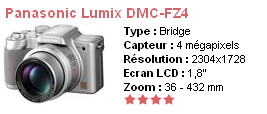 Panasonic Lumix DMC-FZ4
Type : Bridge
Capteur : 4 mégapixels
Résolution : 2304x1728
Ecran LCD : 1,8"
Zoom : 36 - 432 mm